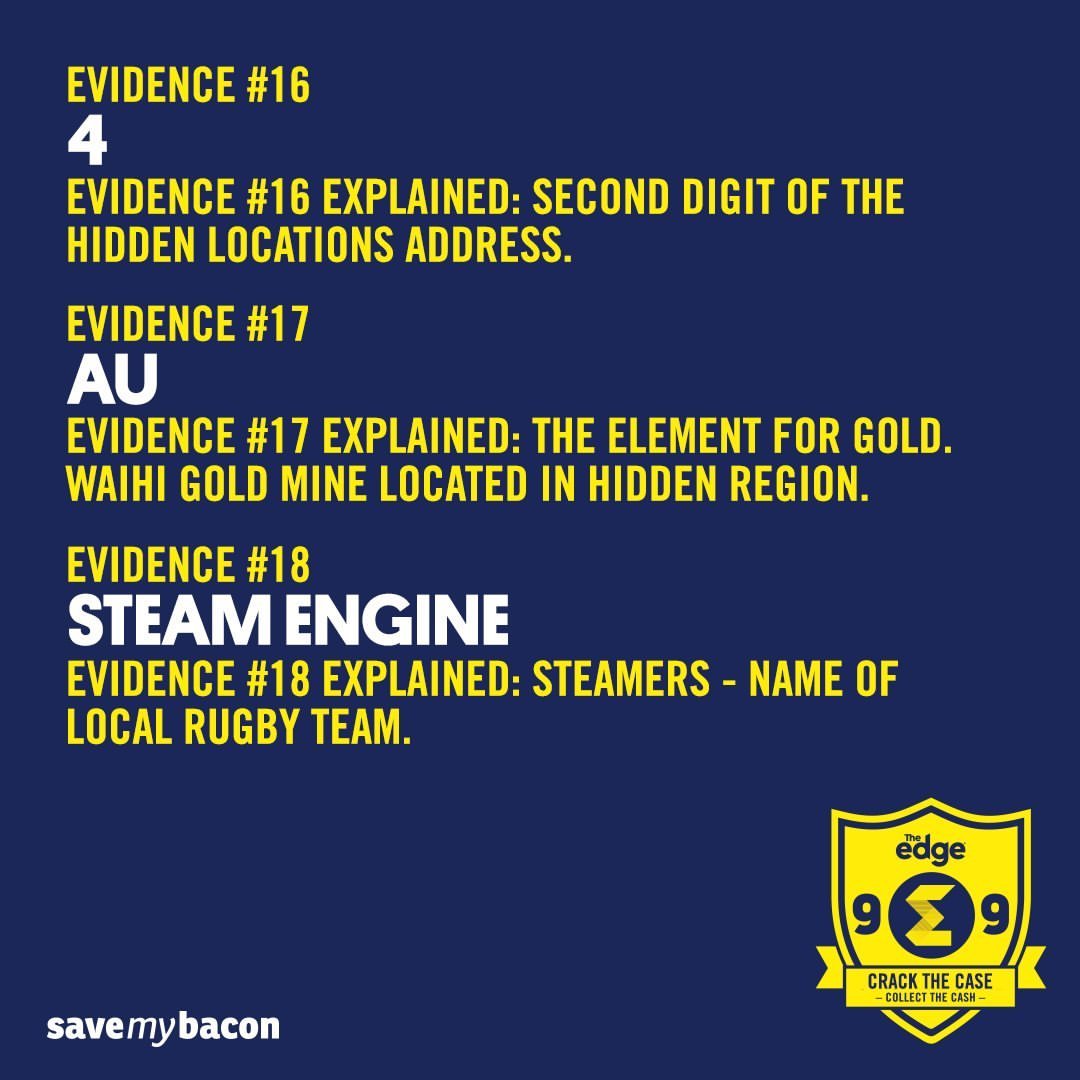 EVIDENCE #16
4
EVIDENCE #16 EXPLAINED: SECOND DIGIT OF THE
HIDDEN LOCATIONS ADDRESS.
EVIDENCE #17
AU
EVIDENCE #17 EXPLAINED: THE ELEMENT FOR GOLD.
WAIHI GOLD MINE LOCATED IN HIDDEN REGION.
EVIDENCE #18
STEAM ENGINE
EVIDENCE #18 EXPLAINED: STEAMERS - NAME OF
LOCAL RUGBY TEAM.
The
edge
9 9
CRACK THE CASE
– COLLECT THE CASH –
savemybacon